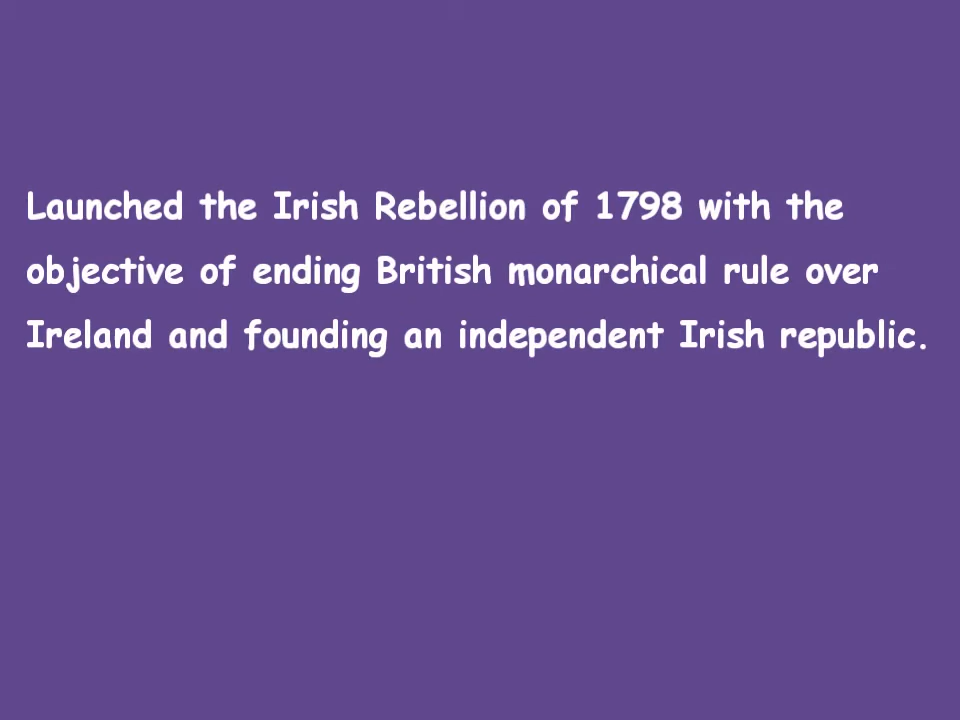 Launched the Irish Rebellion of 1798 with the
objective of ending British monarchical rule over
Ireland and founding an independent Irish republic.